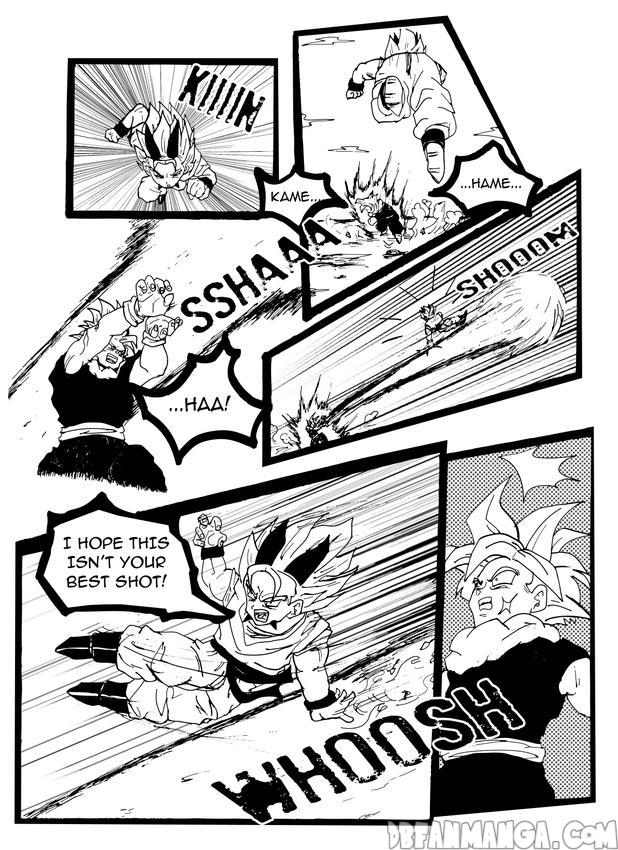 KIIIIN
KAME...
...HAME...
SSHAAA
SHOOOM
...HAA!
I HOPE THIS
ISN'T YOUR
BEST SHOT!
WHOOSH
DBFANMANGA.COM